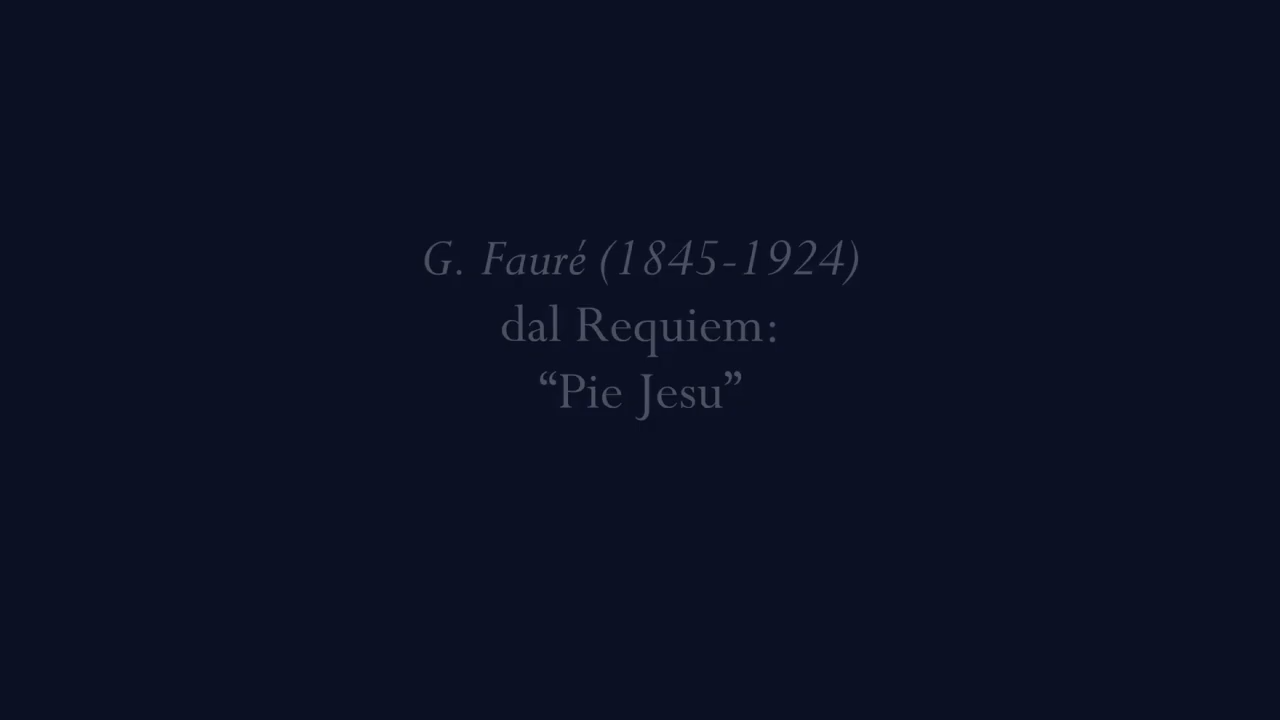 G. Fauré (1845-1924)
dal Requiem:
“Pie Jesu”